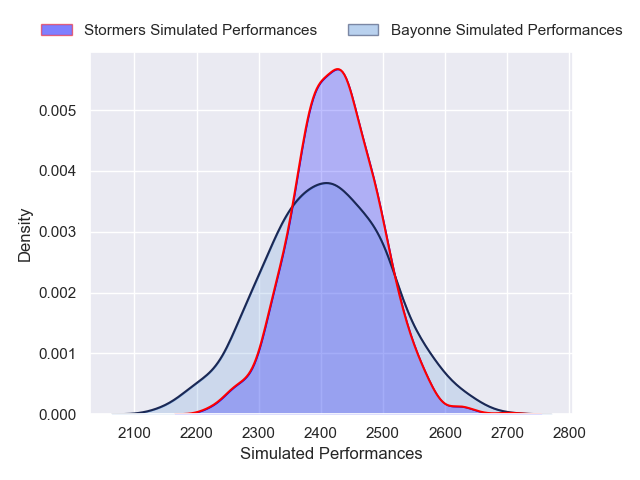 Stormers Simulated Performances Bayonne Simulated Performances
0.005
0.004
0.003
0.002
0.001
0.000
Density
2100 2200 2300 2400 2500 2600 2700 2800
Simulated Performances